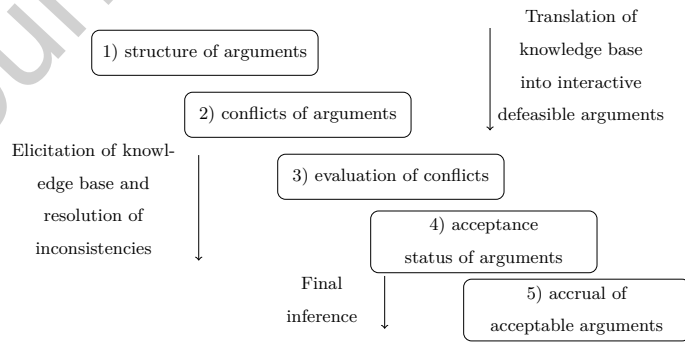 Translation of
knowledge base
into interactive
defeasible arguments
1) structure of arguments
2) conflicts of arguments
Elicitation of knowl-
edge base and
resolution of
inconsistencies
3) evaluation of conflicts
4) acceptance
status of arguments
Final
inference
5) accrual of
acceptable arguments